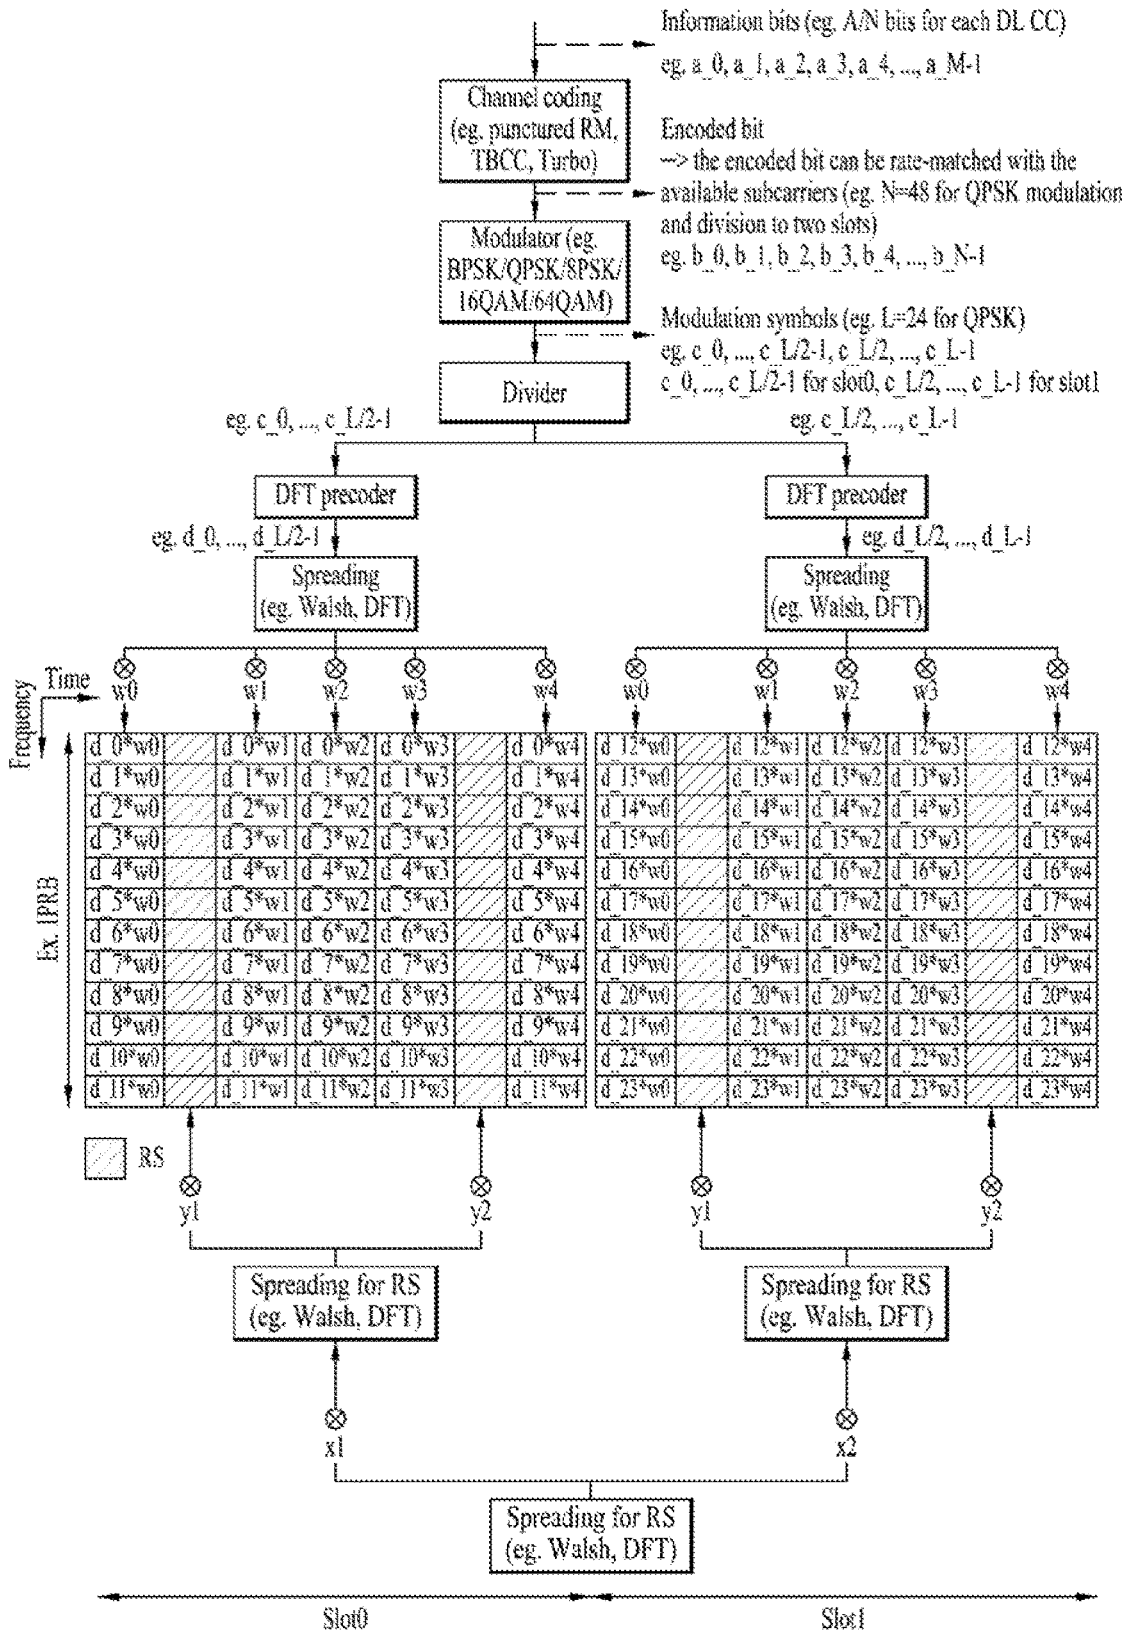 Information bits (eg. A/N bits for each DL CC)
eg. a_0, a_1, a_2, a_3, a_4, ..., a_M-1
Channel coding
(eg. punctured RM,
TBCC, Turbo)
Encoded bit
--> the encoded bit can be rate-matched with the
available subcarriers (eg. N=48 for QPSK modulation
and division to two slots)
eg. b_0, b_1, b_2, b_3, b_4, ..., b_N-1
Modulator (eg.
BPSK/QPSK/8PSK/
16QAM/64QAM)
Modulation symbols (eg. L=24 for QPSK)
eg. c_0, ..., c_L/2-1, c_L/2, ..., c_L-1
c_0, ..., c_L/2-1 for slot0, c_L/2, ..., c_L-1 for slot1
Divider
eg. c_0, ..., c_L/2-1
eg. c_L/2, ..., c_L-1
DFT precoder
DFT precoder
eg. d_0, ..., d_L/2-1
eg. d_L/2, ..., d_L-1
Spreading
(eg. Walsh, DFT)
Spreading
(eg. Walsh, DFT)
Time
Frequency
w0 w1 w2 w3 w4 w0 w1 w2 w3 w4
d_0*w0 d_0*w1 d_0*w2 d_0*w3 d_0*w4 d_12*w0 d_12*w1 d_12*w2 d_12*w3 d_12*w4
d_1*w0 d_1*w1 d_1*w2 d_1*w3 d_1*w4 d_13*w0 d_13*w1 d_13*w2 d_13*w3 d_13*w4
d_2*w0 d_2*w1 d_2*w2 d_2*w3 d_2*w4 d_14*w0 d_14*w1 d_14*w2 d_14*w3 d_14*w4
d_3*w0 d_3*w1 d_3*w2 d_3*w3 d_3*w4 d_15*w0 d_15*w1 d_15*w2 d_15*w3 d_15*w4
d_4*w0 d_4*w1 d_4*w2 d_4*w3 d_4*w4 d_16*w0 d_16*w1 d_16*w2 d_16*w3 d_16*w4
d_5*w0 d_5*w1 d_5*w2 d_5*w3 d_5*w4 d_17*w0 d_17*w1 d_17*w2 d_17*w3 d_17*w4
d_6*w0 d_6*w1 d_6*w2 d_6*w3 d_6*w4 d_18*w0 d_18*w1 d_18*w2 d_18*w3 d_18*w4
d_7*w0 d_7*w1 d_7*w2 d_7*w3 d_7*w4 d_19*w0 d_19*w1 d_19*w2 d_19*w3 d_19*w4
d_8*w0 d_8*w1 d_8*w2 d_8*w3 d_8*w4 d_20*w0 d_20*w1 d_20*w2 d_20*w3 d_20*w4
d_9*w0 d_9*w1 d_9*w2 d_9*w3 d_9*w4 d_21*w0 d_21*w1 d_21*w2 d_21*w3 d_21*w4
d_10*w0 d_10*w1 d_10*w2 d_10*w3 d_10*w4 d_22*w0 d_22*w1 d_22*w2 d_22*w3 d_22*w4
d_11*w0 d_11*w1 d_11*w2 d_11*w3 d_11*w4 d_23*w0 d_23*w1 d_23*w2 d_23*w3 d_23*w4
Ex. 1PRB
RS
y1 y2 y1 y2
Spreading for RS
(eg. Walsh, DFT)
Spreading for RS
(eg. Walsh, DFT)
x1 x2
Spreading for RS
(eg. Walsh, DFT)
Slot0 Slot1